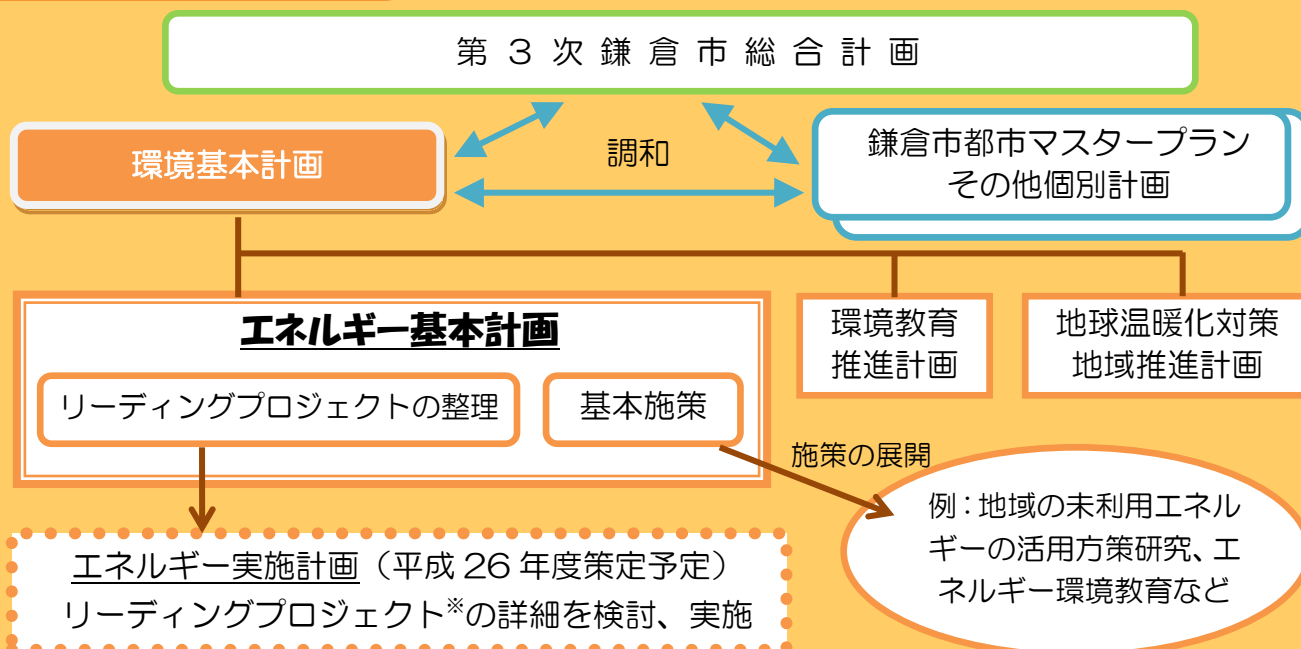 第3次鎌倉市総合計画
環境基本計画
調和
鎌倉市都市マスタープラン
その他個別計画
エネルギー基本計画
リーディングプロジェクトの整理
基本施策
環境教育
推進計画
地球温暖化対策
地域推進計画
施策の展開
エネルギー実施計画（平成26年度策定予定）
リーディングプロジェクト※の詳細を検討、実施
例：地域の未利用エネル
ギーの活用方策研究、エ
ネルギー環境教育など